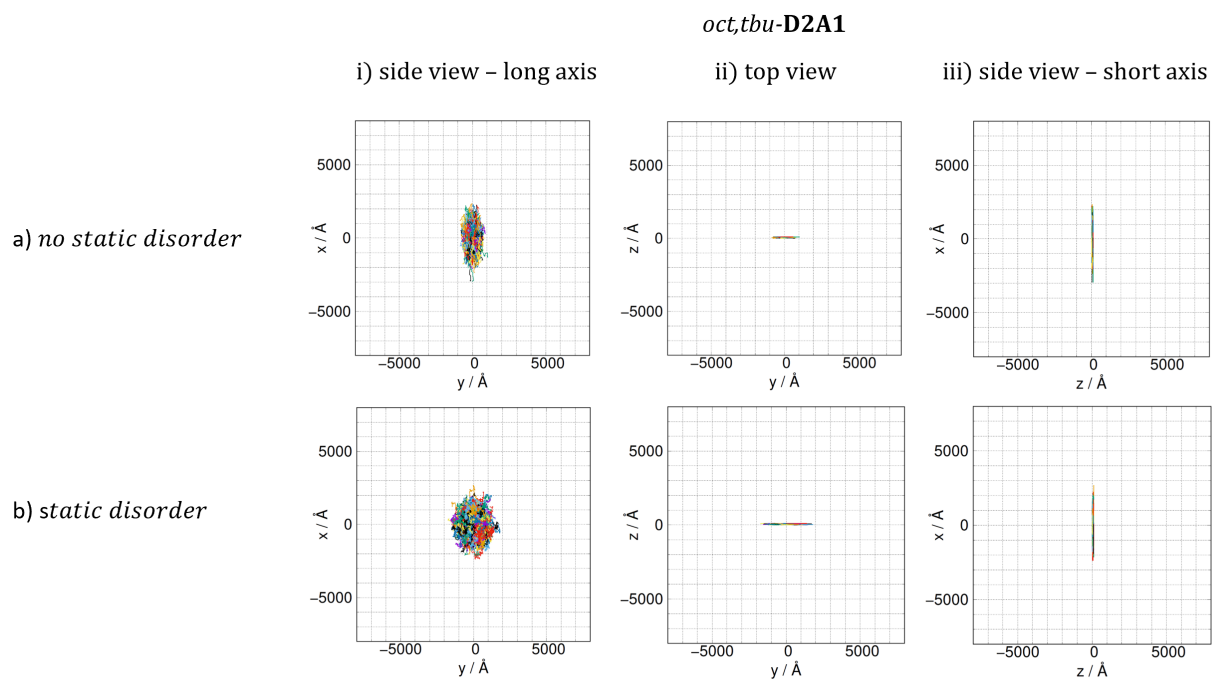 oct,tbu-D2A1
i) side view – long axis
ii) top view
iii) side view – short axis
a) no static disorder
5000
0
−5000
x / Å
−5000 0 5000
y / Å
5000
0
−5000
z / Å
−5000 0 5000
y / Å
5000
0
−5000
x / Å
−5000 0 5000
z / Å
b) static disorder
5000
0
−5000
x / Å
−5000 0 5000
y / Å
5000
0
−5000
z / Å
−5000 0 5000
y / Å
5000
0
−5000
x / Å
−5000 0 5000
z / Å